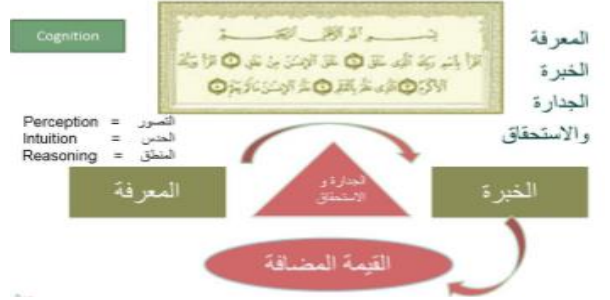 Cognition
بسم الله الرحمن الرحيم
اقرأ باسم ربك الذي خلق ۝ خلق الإنسان من علق ۝ اقرأ وربك
الأكرم ۝ الذي علم بالقلم ۝ علم الإنسان ما لم يعلم ۝
المعرفة
الخبرة
الجدارة
والاستحقاق
Perception = التصور
Intuition = الحدس
Reasoning = المنطق
المعرفة
الجدارة و
الاستحقاق
الخبرة
القيمة المضافة